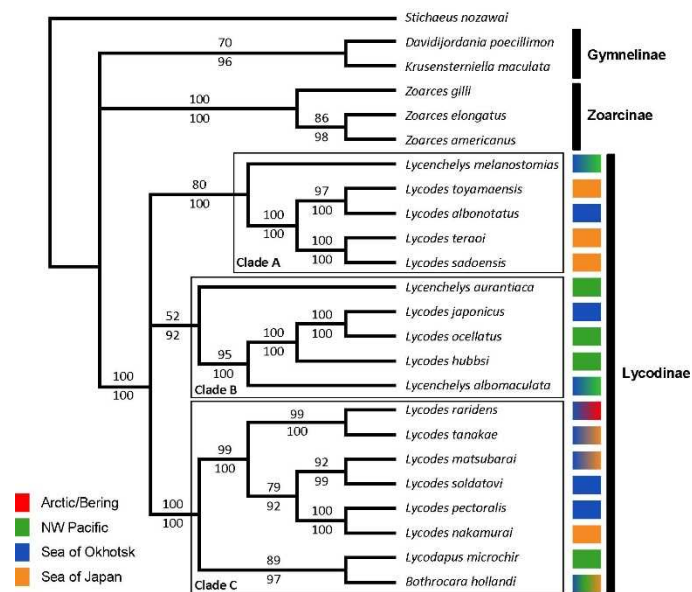 Stichaeus nozawai
70
96
Davidijordania poecillimon
Krusensterniella maculata
Gymnelinae
100
100
Zoarces gilli
86
98
Zoarces elongatus
Zoarces americanus
Zoarcinae
80
100
Lycenchelys melanostomias
97
100
Lycodes toyamaensis
Lycodes albonotatus
100
100
100
100
Lycodes teraoi
Lycodes sadoensis
Clade A
52
92
Lycenchelys aurantiaca
100
100
Lycodes japonicus
Lycodes ocellatus
100
100
Lycodes hubbsi
95
100
Lycenchelys albomaculata
Clade B
Lycodinae
100
100
99
100
Lycodes raridens
Lycodes tanakae
99
100
92
99
Lycodes matsubarai
Lycodes soldatovi
79
92
100
100
Lycodes pectoralis
Lycodes nakamurai
100
100
89
97
Lycodapus microchir
Bothrocara hollandi
Clade C
Arctic/Bering
NW Pacific
Sea of Okhotsk
Sea of Japan